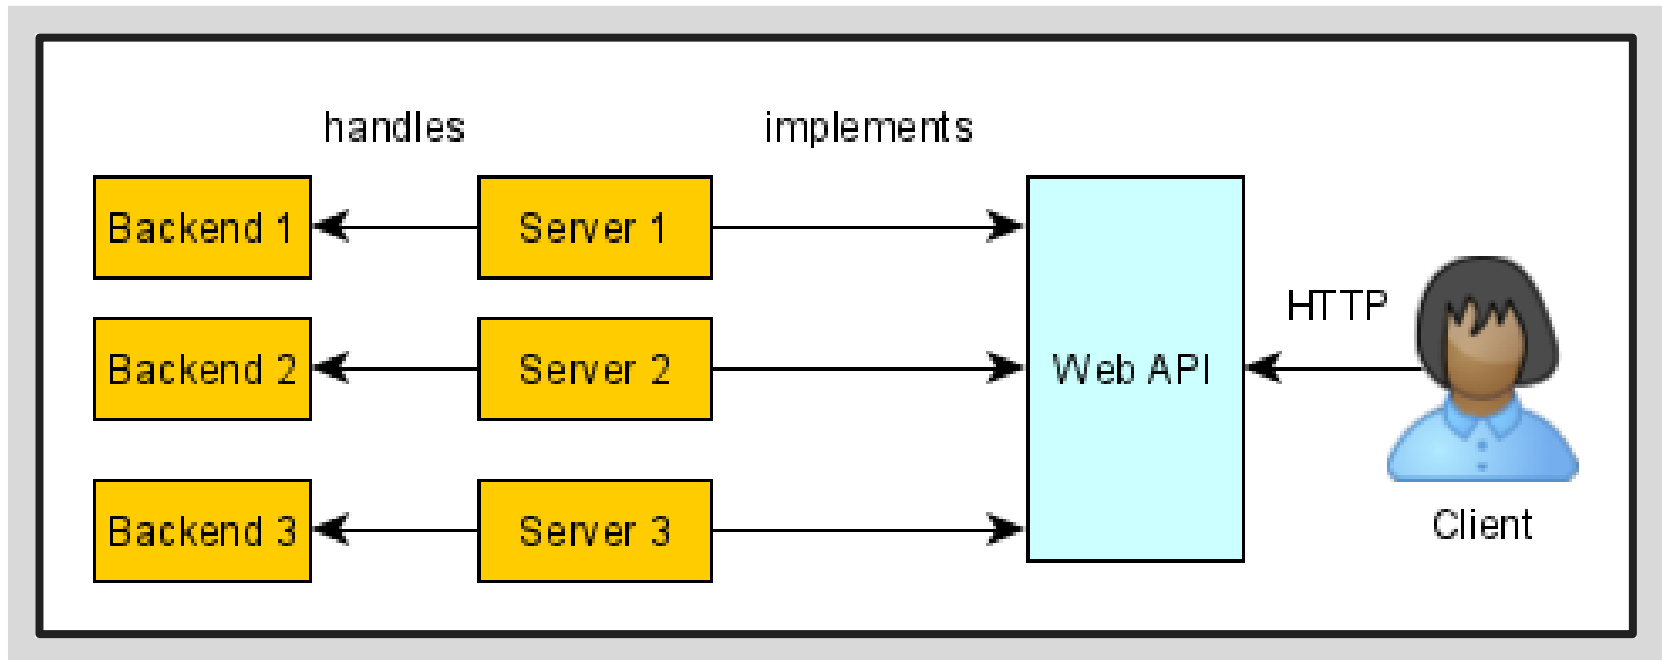 handles
implements
Backend 1
Server 1
Backend 2
Server 2
Backend 3
Server 3
Web API
HTTP
Client